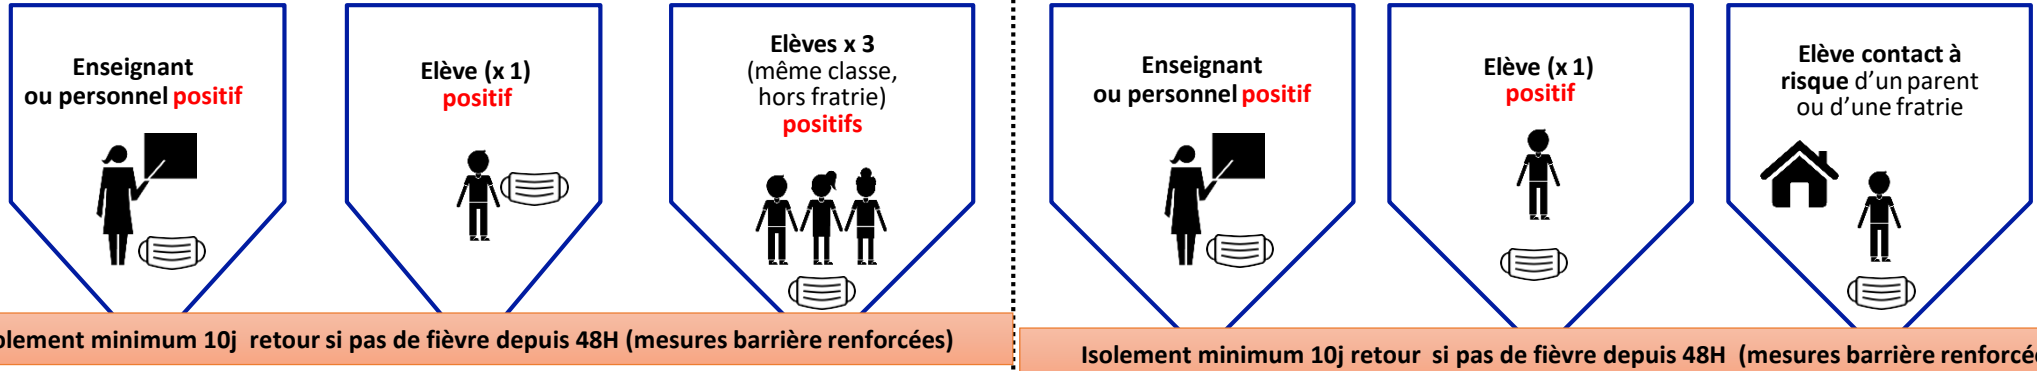 Enseignant
ou personnel positif
Elève (x 1)
positif
Elèves x 3
(même classe,
hors fratrie)
positifs
olement minimum 10j retour si pas de fièvre depuis 48H (mesures barrière renforcées)
Enseignant
ou personnel positif
Elève (x 1)
positif
Elève contact à
risque d'un parent
ou d'une fratrie
Isolement minimum 10j retour si pas de fièvre depuis 48H (mesures barrière renforcé